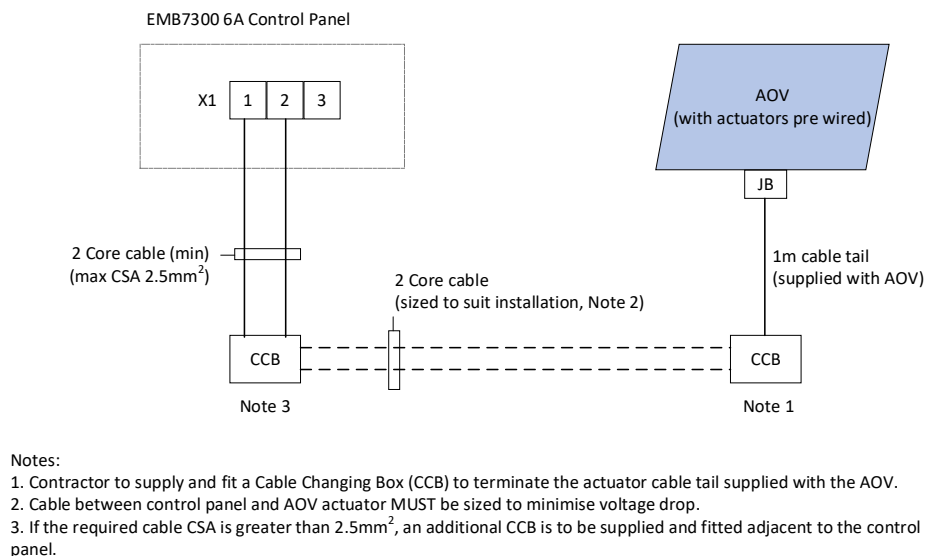 EMB7300 6A Control Panel
X1 1 2 3
AOV
(with actuators pre wired)
JB
2 Core cable (min)
(max CSA 2.5mm²)
1m cable tail
(supplied with AOV)
2 Core cable
(sized to suit installation, Note 2)
CCB
CCB
Note 3
Note 1
Notes:
1. Contractor to supply and fit a Cable Changing Box (CCB) to terminate the actuator cable tail supplied with the AOV.
2. Cable between control panel and AOV actuator MUST be sized to minimise voltage drop.
3. If the required cable CSA is greater than 2.5mm², an additional CCB is to be supplied and fitted adjacent to the control
panel.